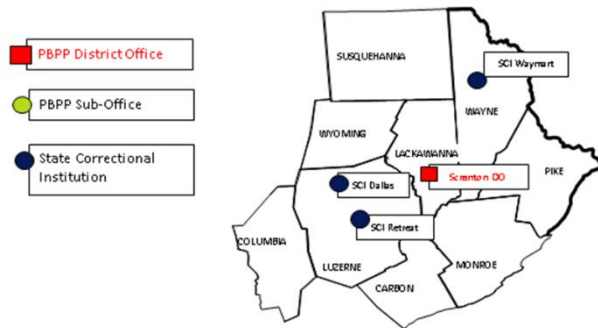 PBPP District Office
PBPP Sub-Office
State Correctional
Institution
SUSQUEHANNA
SCI Waymart
WAYNE
WYOMING
LACKAWANNA
Scranton DO
PIKE
SCI Dallas
SCI Retreat
COLUMBIA
LUZERNE
MONROE
CARBON